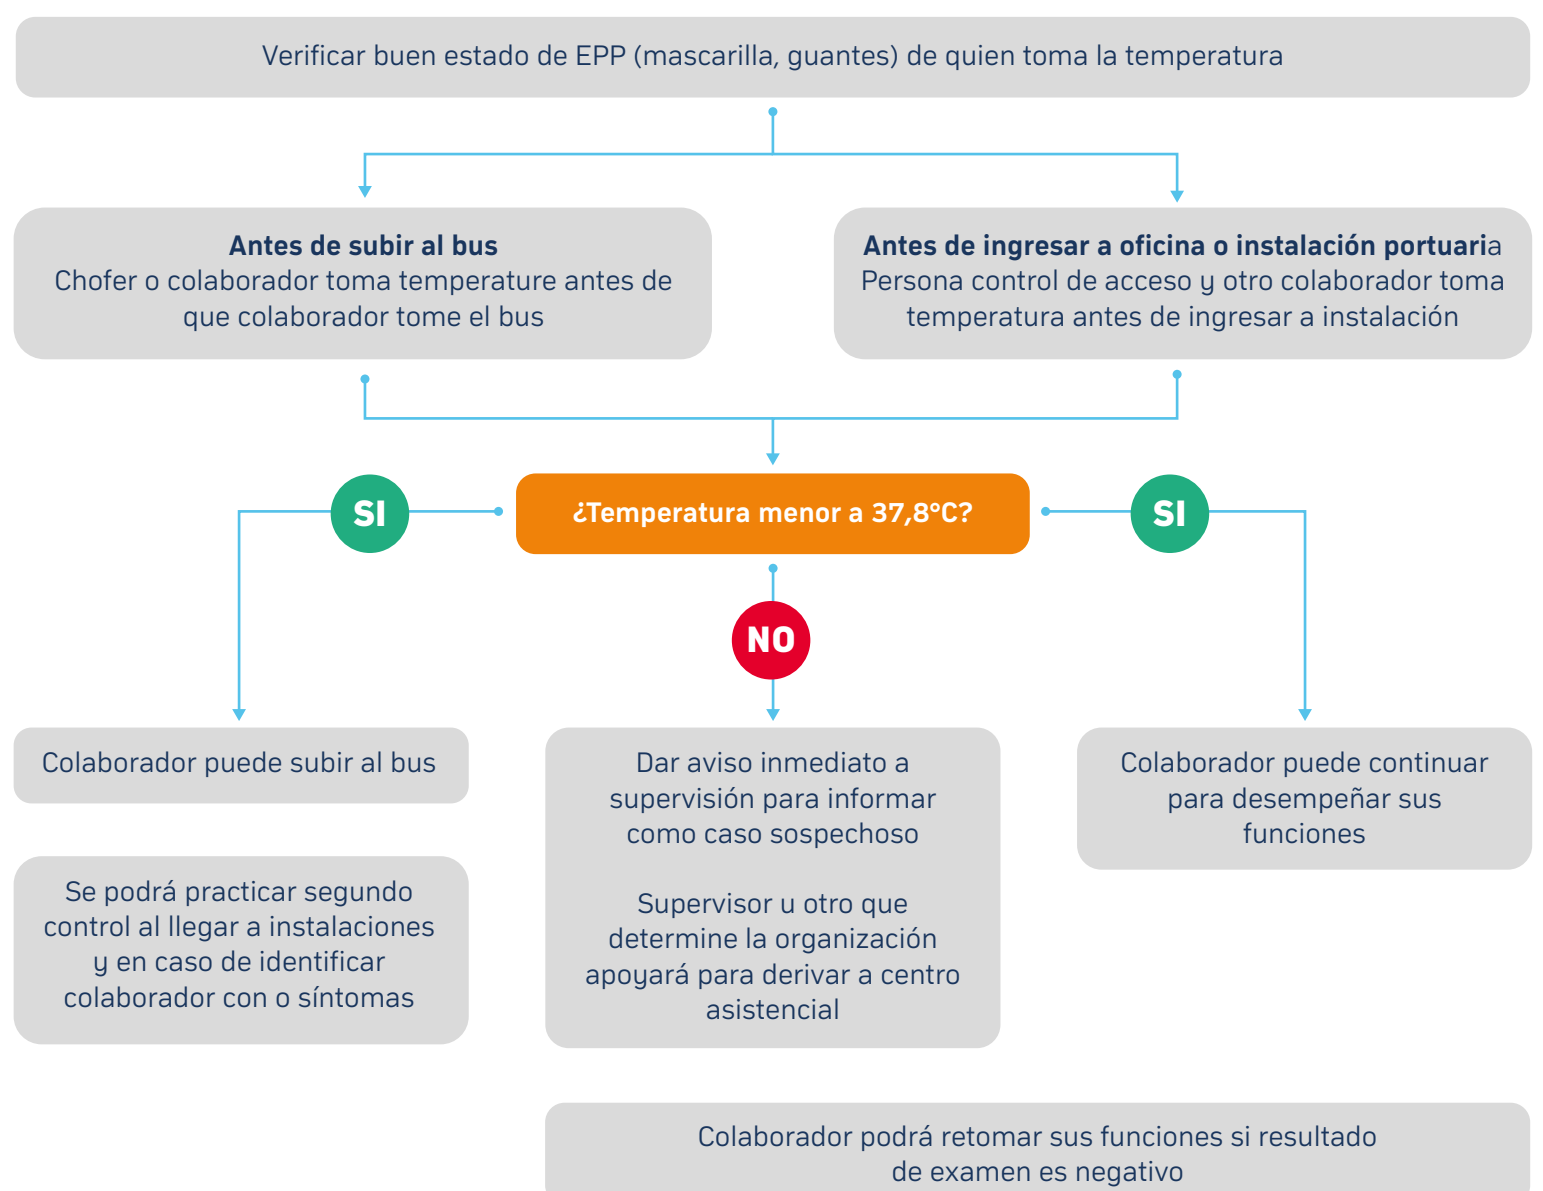 Verificar buen estado de EPP (mascarilla, guantes) de quien toma la temperatura
Antes de subir al bus
Chofer o colaborador toma temperature antes de
que colaborador tome el bus
Antes de ingresar a oficina o instalación portuaria
Persona control de acceso y otro colaborador toma
temperatura antes de ingresar a instalación
SI
¿Temperatura menor a 37,8°C?
SI
NO
Colaborador puede subir al bus
Se podrá practicar segundo
control al llegar a instalaciones
y en caso de identificar
colaborador con o síntomas
Dar aviso inmediato a
supervisión para informar
como caso sospechoso
Supervisor u otro que
determine la organización
apoyará para derivar a centro
asistencial
Colaborador puede continuar
para desempeñar sus
funciones
Colaborador podrá retomar sus funciones si resultado
de examen es negativo